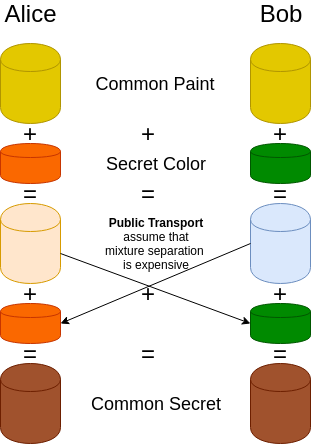 Alice Bob
Common Paint
+ + +
Secret Color
= = =
Public Transport
assume that
mixture separation
is expensive
+ + +
= = =
Common Secret